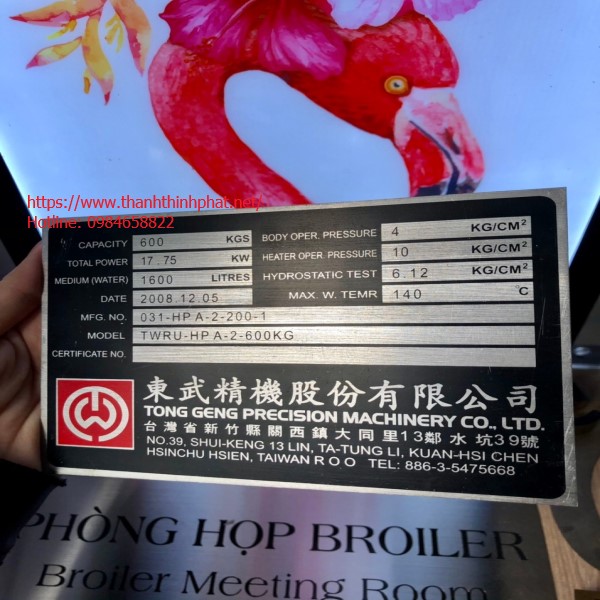 https://www.thanhthinhphat.net
Hotline: 0984658822
CAPACITY 600 KGS BODY OPER. PRESSURE 4 KG/CM²
TOTAL POWER 17.75 KW HEATER OPER. PRESSURE 10 KG/CM²
MEDIUM (WATER) 1600 LITRES HYDROSTATIC TEST 6.12 KG/CM²
DATE 2008.12.05 MAX. W. TEMR 140 C
MFG. NO. 031-HPA-2-200-1
MODEL TWRU-HPA-2-600KG
CERTIFICATE NO.
東武精機股份有限公司
TONG GENG PRECISION MACHINERY CO., LTD.
台灣省新竹縣關西鎮大同里13鄰水坑39號
NO.39, SHUI-KENG 13 LIN, TA-TUNG LI, KUAN-HSI CHEN
HSINCHU HSIEN, TAIWAN R O O TEL: 886-3-5475668
PHÒNG HỌP BROILER
Broiler Meeting Room